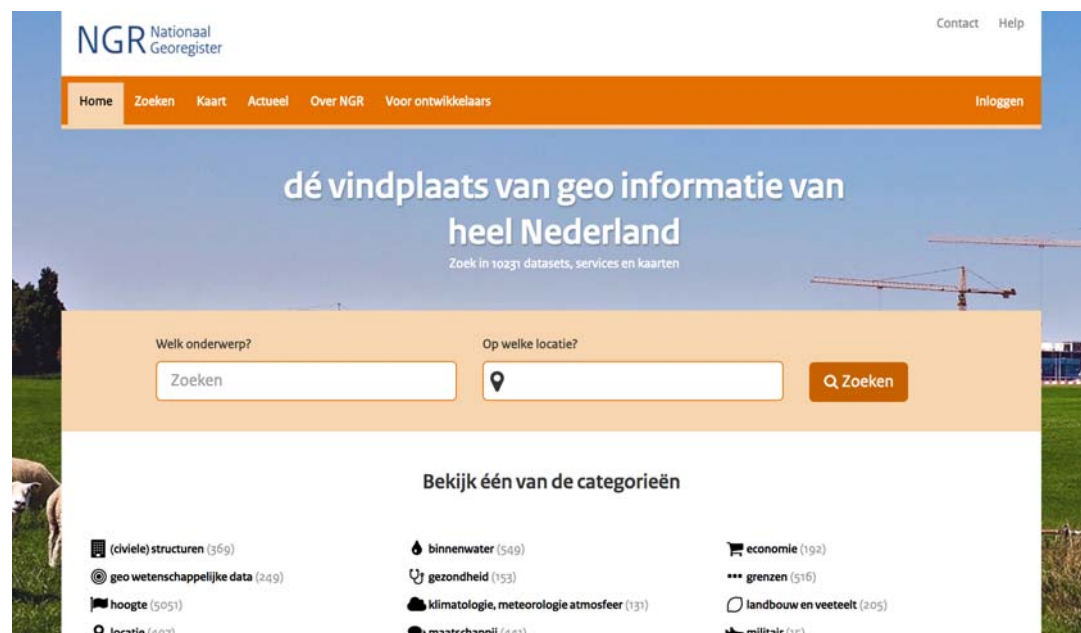 NGR Nationaal Georegister
Contact Help
Home Zoeken Kaart Actueel Over NGR Voor ontwikkelaars Inloggen
dé vindplaats van geo informatie van
heel Nederland
Zoek in 10231 datasets, services en kaarten
Welk onderwerp? Op welke locatie?
Zoeken Zoeken
Bekijk één van de categorieën
(civiele) structuren (369) binnenwater (549) economie (192)
geo wetenschappelijke data (249) gezondheid (153) grenzen (516)
hoogte (5051) klimatologie, meteorologie atmosfeer (131) landbouw en veeteelt (205)
locatie maatschappij militair